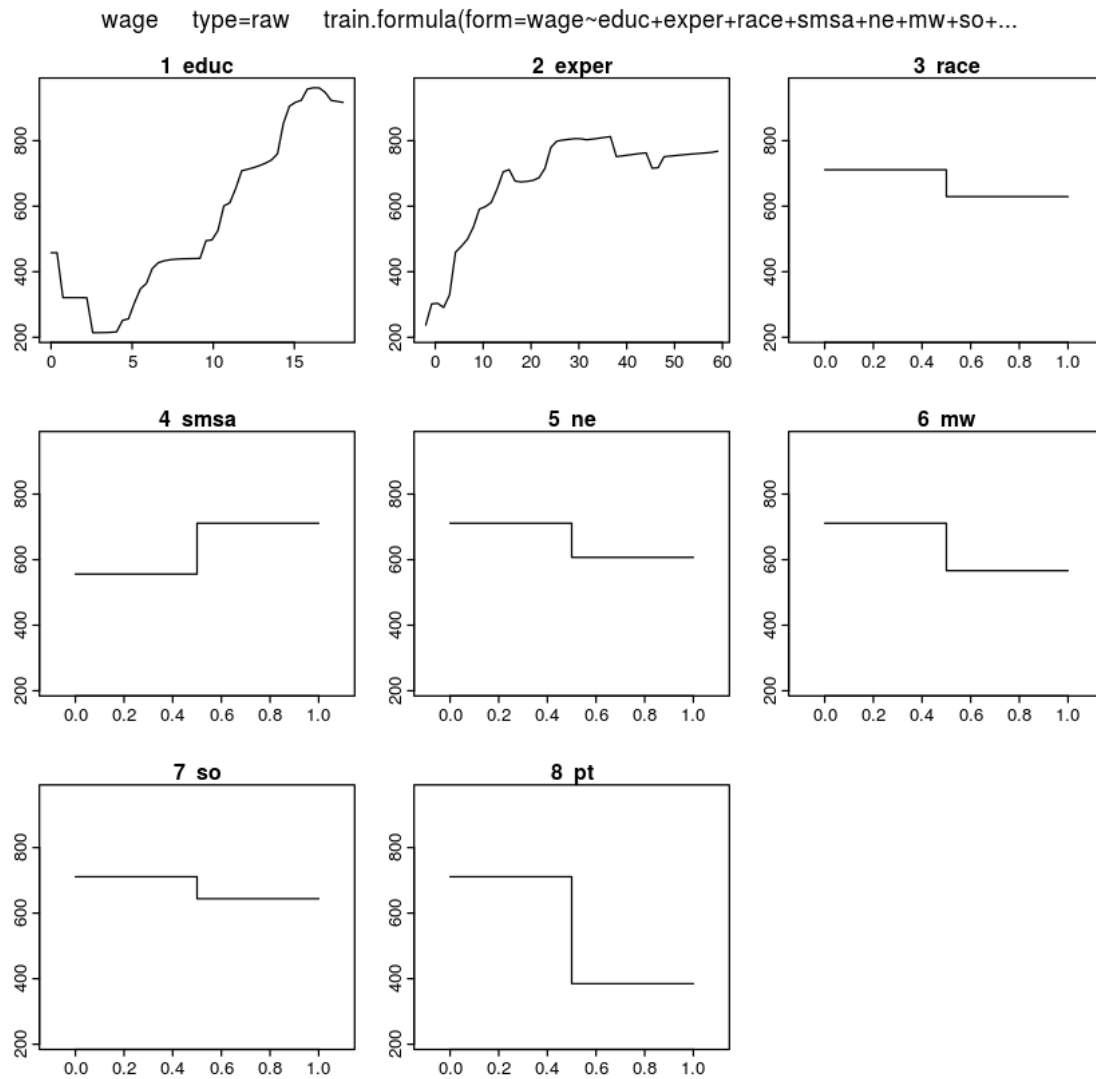 wage type=raw train.formula(form=wage~educ+exper+race+smsa+ne+mw+so+...
1 educ
2 exper
3 race
800
600
400
200
0 5 10 15
800
600
400
200
0 10 20 30 40 50 60
800
600
400
200
0.0 0.2 0.4 0.6 0.8 1.0
4 smsa
5 ne
6 mw
800
600
400
200
0.0 0.2 0.4 0.6 0.8 1.0
800
600
400
200
0.0 0.2 0.4 0.6 0.8 1.0
800
600
400
200
0.0 0.2 0.4 0.6 0.8 1.0
7 so
8 pt
800
600
400
200
0.0 0.2 0.4 0.6 0.8 1.0
800
600
400
200
0.0 0.2 0.4 0.6 0.8 1.0